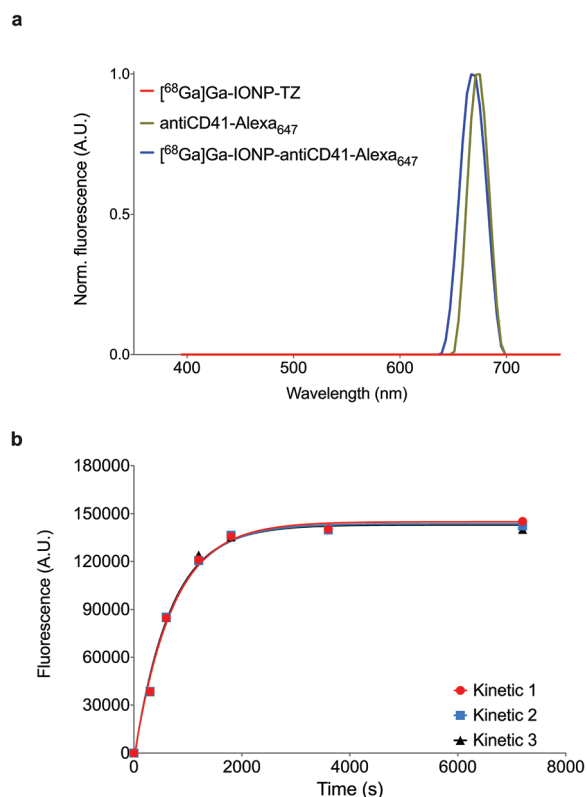 a
1.0
[⁶⁸Ga]Ga-IONP-TZ
antiCD41-Alexa₆₄₇
[⁶⁸Ga]Ga-IONP-antiCD41-Alexa₆₄₇
0.5
0.0
Norm. fluorescence (A.U.)
400 500 600 700
Wavelength (nm)
b
180000
150000
120000
90000
60000
30000
0
Fluorescence (A.U.)
Kinetic 1
Kinetic 2
Kinetic 3
0 2000 4000 6000 8000
Time (s)